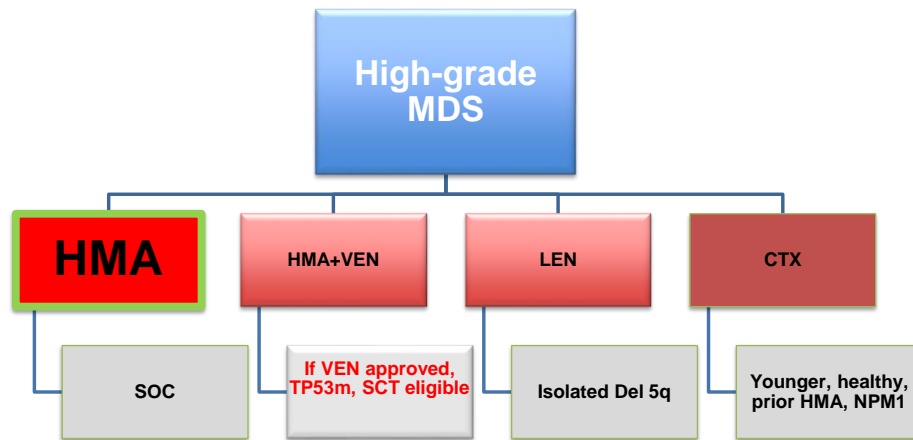 High-grade
MDS
HMA
HMA+VEN
LEN
CTX
SOC
If VEN approved,
TP53m, SCT eligible
Isolated Del 5q
Younger, healthy,
prior HMA, NPM1